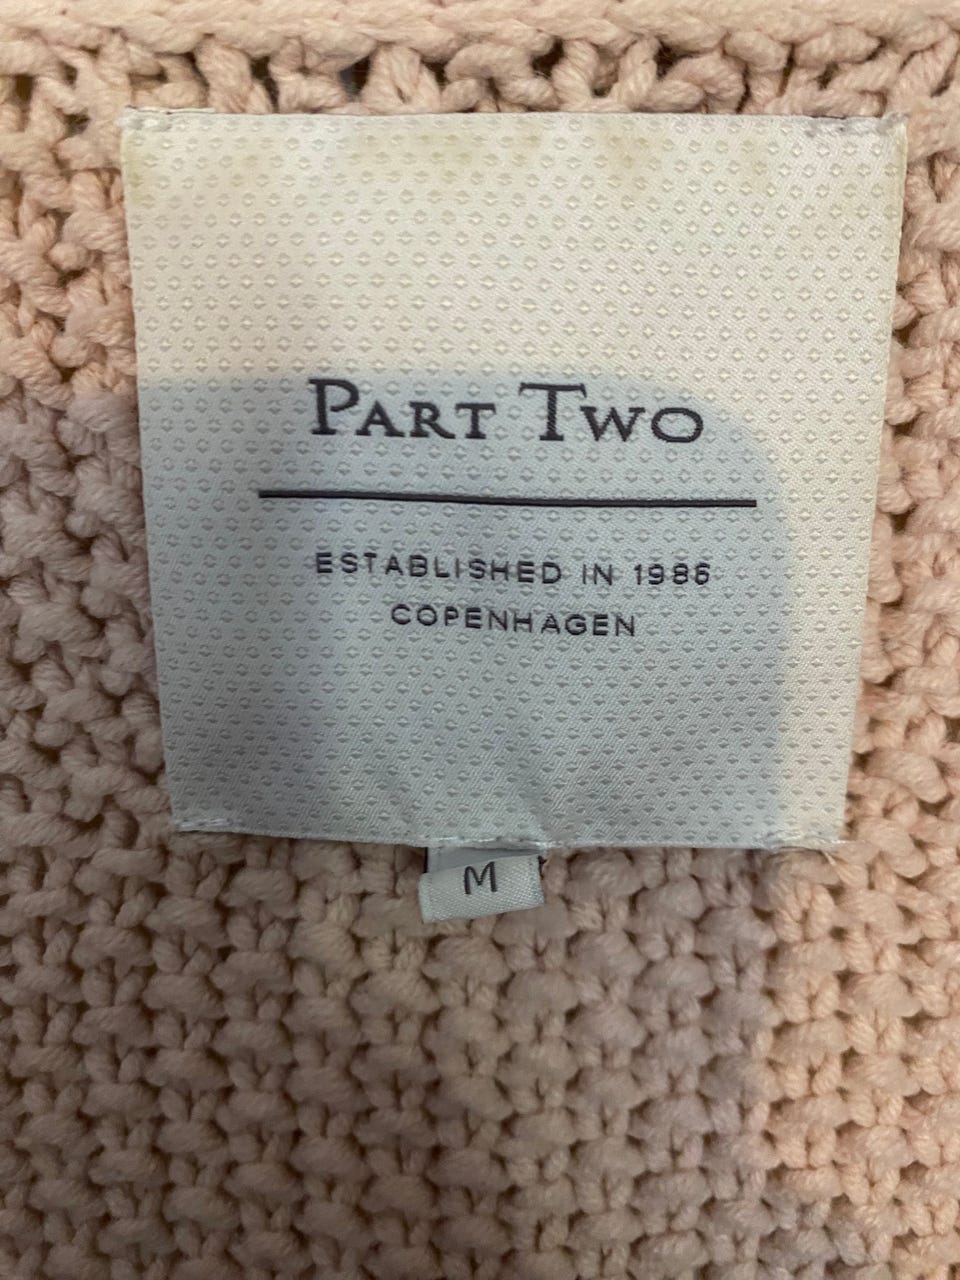 PART TWO
ESTABLISHED IN 1986
COPENHAGEN
M